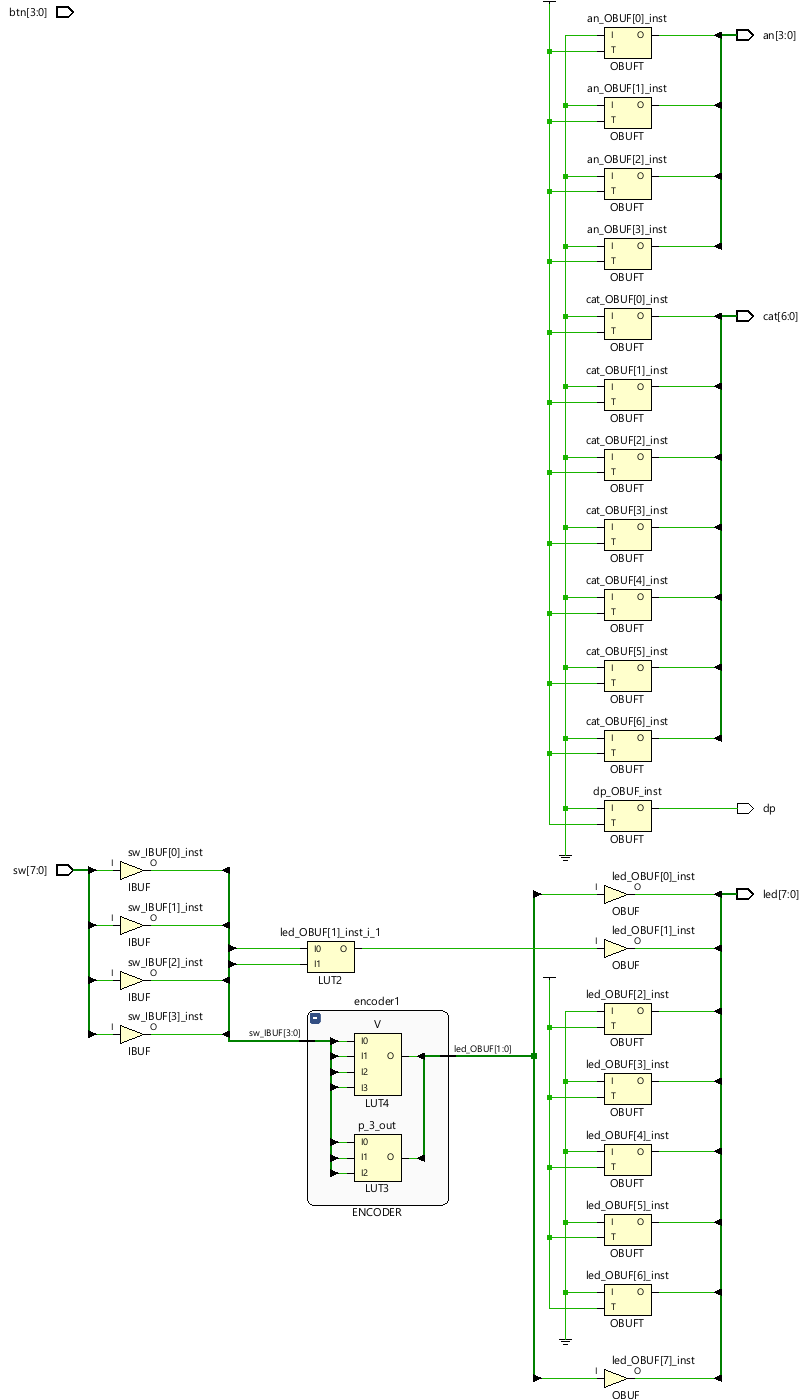 btn[3:0]
an_OBUF[0]_inst
I O
T
OBUFT
an[3:0]
an_OBUF[1]_inst
I O
T
OBUFT
an_OBUF[2]_inst
I O
T
OBUFT
an_OBUF[3]_inst
I O
T
OBUFT
cat_OBUF[0]_inst
I O
T
OBUFT
cat[6:0]
cat_OBUF[1]_inst
I O
T
OBUFT
cat_OBUF[2]_inst
I O
T
OBUFT
cat_OBUF[3]_inst
I O
T
OBUFT
cat_OBUF[4]_inst
I O
T
OBUFT
cat_OBUF[5]_inst
I O
T
OBUFT
cat_OBUF[6]_inst
I O
T
OBUFT
dp_OBUF_inst
I O
T
OBUFT
dp
sw[7:0]
sw_IBUF[0]_inst
I O
IBUF
sw_IBUF[1]_inst
I O
IBUF
sw_IBUF[2]_inst
I O
IBUF
sw_IBUF[3]_inst
I O
IBUF
led_OBUF[1]_inst_i_1
I0 O
I1
LUT2
encoder1
sw_IBUF[3:0]
V
I0
I1 O
I2
I3
LUT4
p_3_out
I0
I1 O
I2
LUT3
ENCODER
led_OBUF[1:0]
led_OBUF[0]_inst
I O
OBUF
led[7:0]
led_OBUF[1]_inst
I O
OBUF
led_OBUF[2]_inst
I O
T
OBUFT
led_OBUF[3]_inst
I O
T
OBUFT
led_OBUF[4]_inst
I O
T
OBUFT
led_OBUF[5]_inst
I O
T
OBUFT
led_OBUF[6]_inst
I O
T
OBUFT
led_OBUF[7]_inst
I O
OBUF